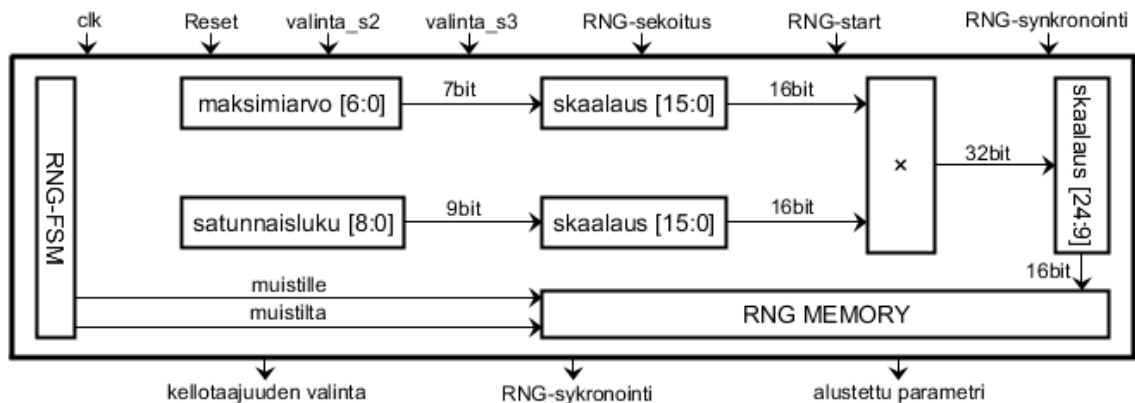 clk Reset valinta_s2 valinta_s3 RNG-sekoitus RNG-start RNG-synkronointi
RNG-FSM
maksimiarvo [6:0] 7bit skaalaus [15:0] 16bit
× 32bit
skaalaus [24:9]
satunnaisluku [8:0] 9bit skaalaus [15:0] 16bit
16bit
muistille
muistilta
RNG MEMORY
kellotaajuuden valinta RNG-sykronointi alustettu parametri